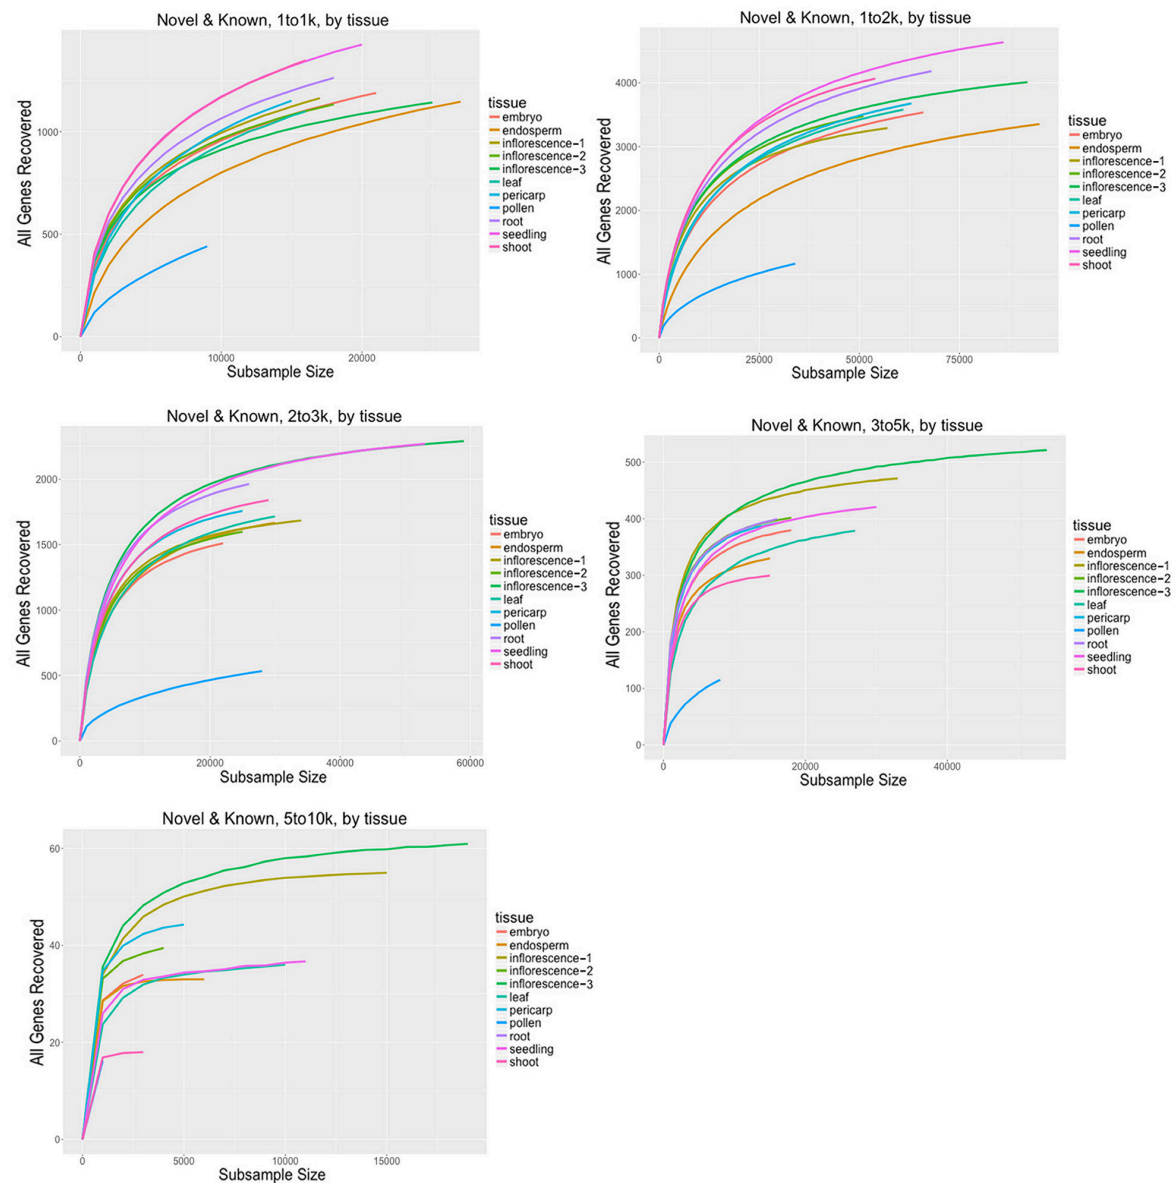 Novel & Known, 1to1k, by tissue
All Genes Recovered
1000
500
0
0 10000 20000
Subsample Size
tissue
embryo
endosperm
inflorescence-1
inflorescence-2
inflorescence-3
leaf
pericarp
pollen
root
seedling
shoot
Novel & Known, 1to2k, by tissue
All Genes Recovered
4000
3000
2000
1000
0
0 25000 50000 75000
Subsample Size
tissue
embryo
endosperm
inflorescence-1
inflorescence-2
inflorescence-3
leaf
pericarp
pollen
root
seedling
shoot
Novel & Known, 2to3k, by tissue
All Genes Recovered
2000
1500
1000
500
0
0 20000 40000 60000
Subsample Size
tissue
embryo
endosperm
inflorescence-1
inflorescence-2
inflorescence-3
leaf
pericarp
pollen
root
seedling
shoot
Novel & Known, 3to5k, by tissue
All Genes Recovered
500
400
300
200
100
0
0 20000 40000
Subsample Size
tissue
embryo
endosperm
inflorescence-1
inflorescence-2
inflorescence-3
leaf
pericarp
pollen
root
seedling
shoot
Novel & Known, 5to10k, by tissue
All Genes Recovered
60
40
20
0
0 5000 10000 15000
Subsample Size
tissue
embryo
endosperm
inflorescence-1
inflorescence-2
inflorescence-3
leaf
pericarp
pollen
root
seedling
shoot